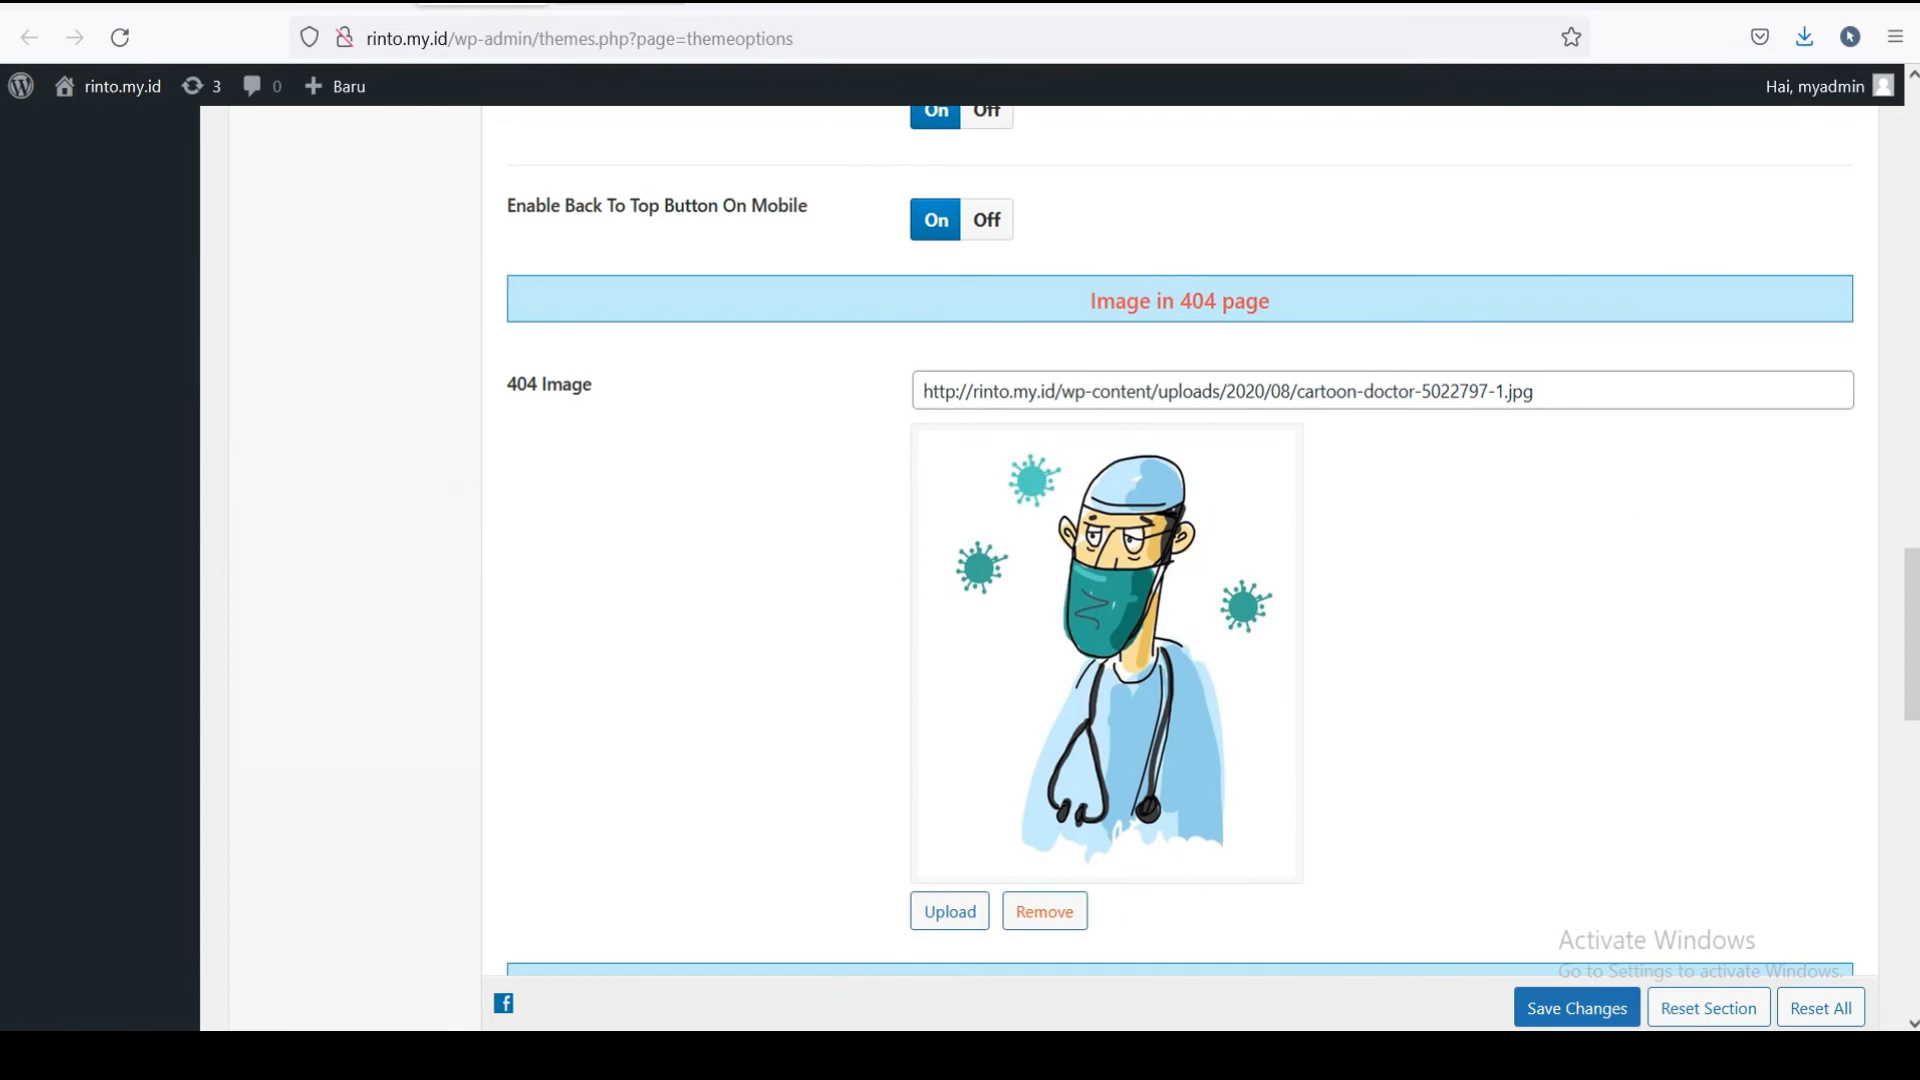 rinto.my.id/wp-admin/themes.php?page=themeoptions
rinto.my.id 3 0 Baru Hai, myadmin
On Off
Enable Back To Top Button On Mobile
On Off
Image in 404 page
404 Image
http://rinto.my.id/wp-content/uploads/2020/08/cartoon-doctor-5022797-1.jpg
Upload Remove
Activate Windows
Go to Settings to activate Windows.
Save Changes Reset Section Reset All